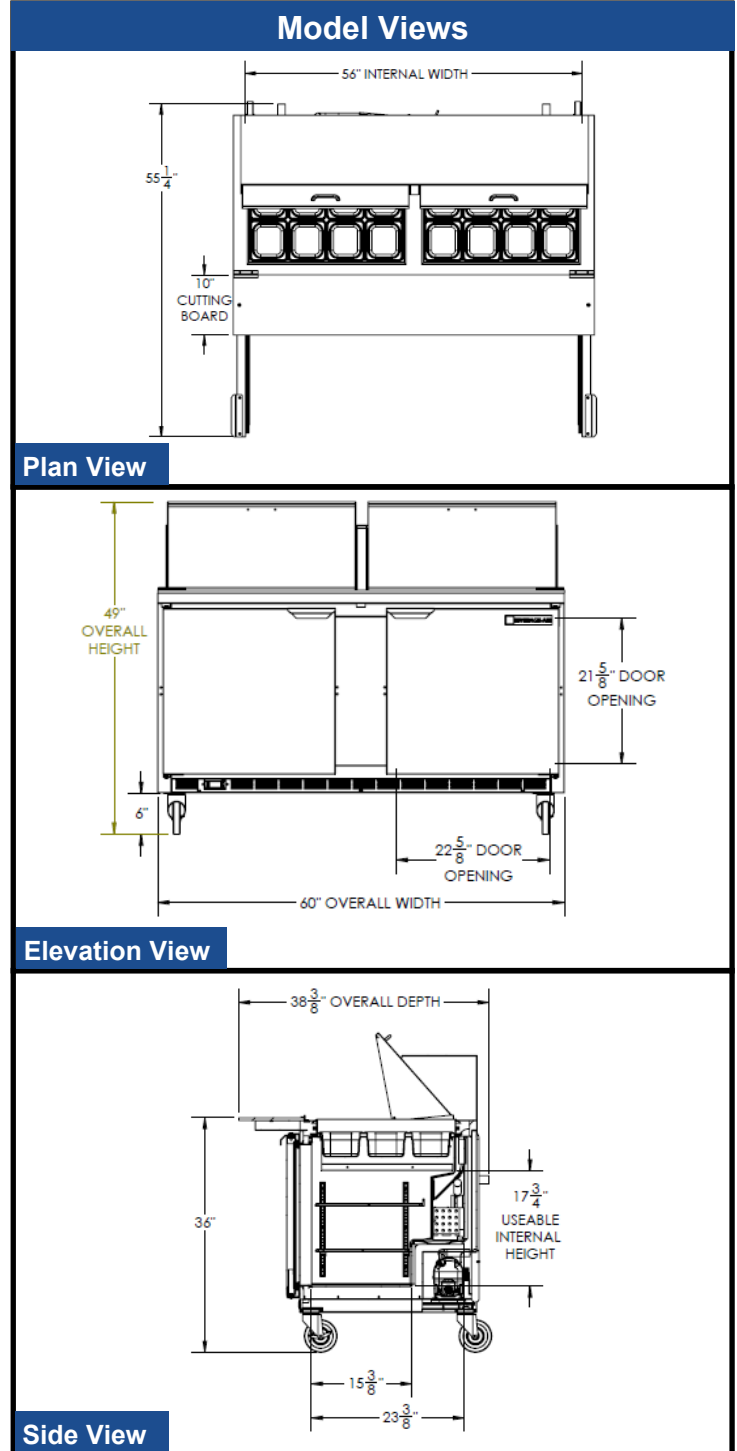 Model Views
56" INTERNAL WIDTH
55 1/4"
10"
CUTTING
BOARD
Plan View
49"
OVERALL
HEIGHT
21 5/8" DOOR
OPENING
6"
22 5/8" DOOR
OPENING
60" OVERALL WIDTH
Elevation View
38 3/8" OVERALL DEPTH
36"
17 3/4"
USEABLE
INTERNAL
HEIGHT
15 3/8"
23 3/8"
Side View